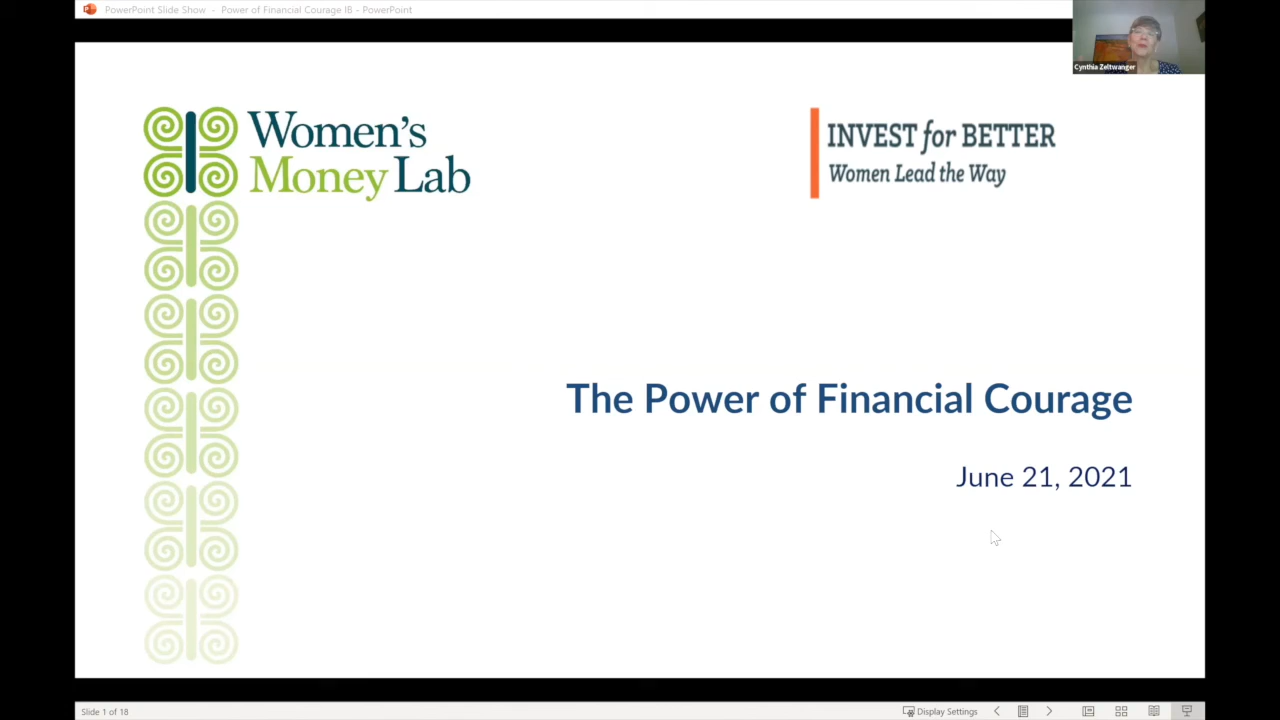 PowerPoint Slide Show - Power of Financial Courage IB - PowerPoint
Cynthia Zeltwanger
Women's
Money Lab
INVEST for BETTER
Women Lead the Way
The Power of Financial Courage
June 21, 2021
Slide 1 of 18
Display Settings